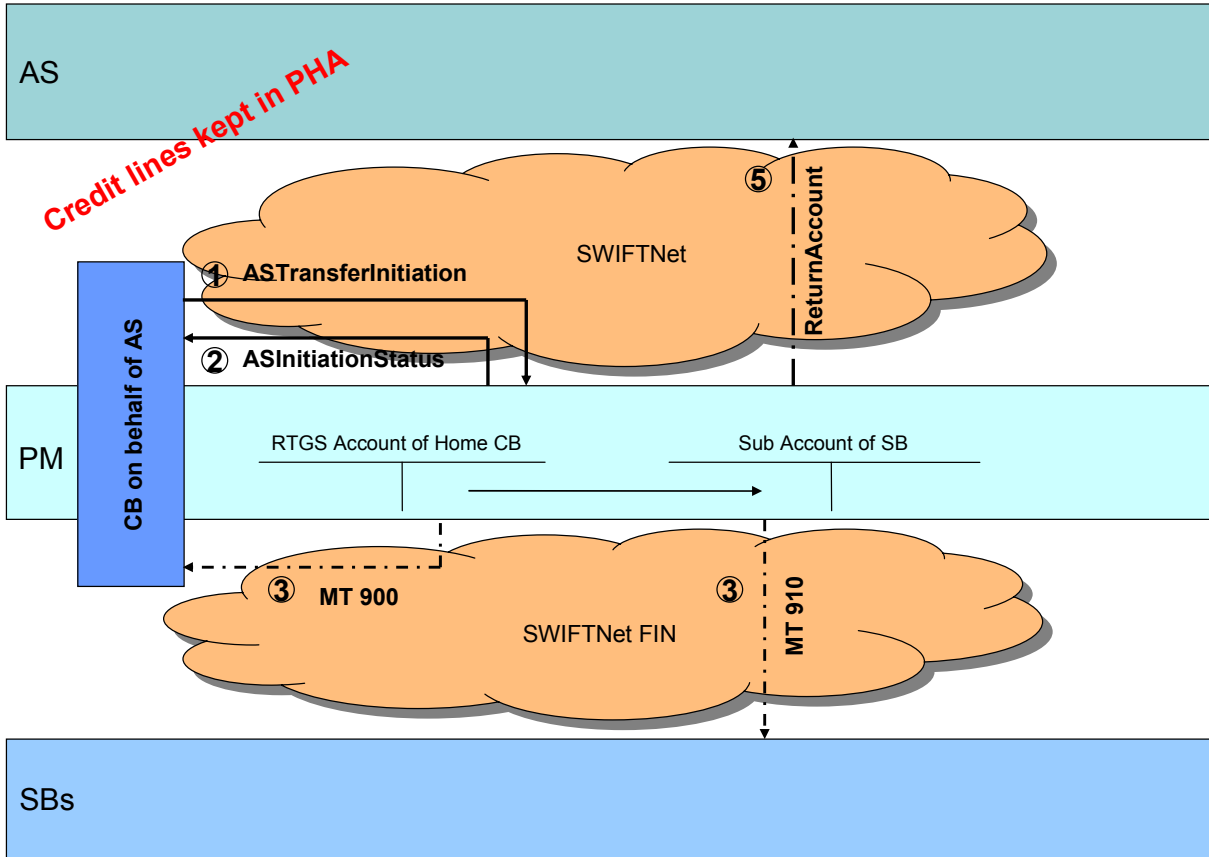 AS
Credit lines kept in PHA
⑤
ReturnAccount
SWIFTNet
① ASTransferInitiation
② ASInitiationStatus
CB on behalf of AS
PM
RTGS Account of Home CB
Sub Account of SB
③ MT 900
③ MT 910
SWIFTNet FIN
SBs